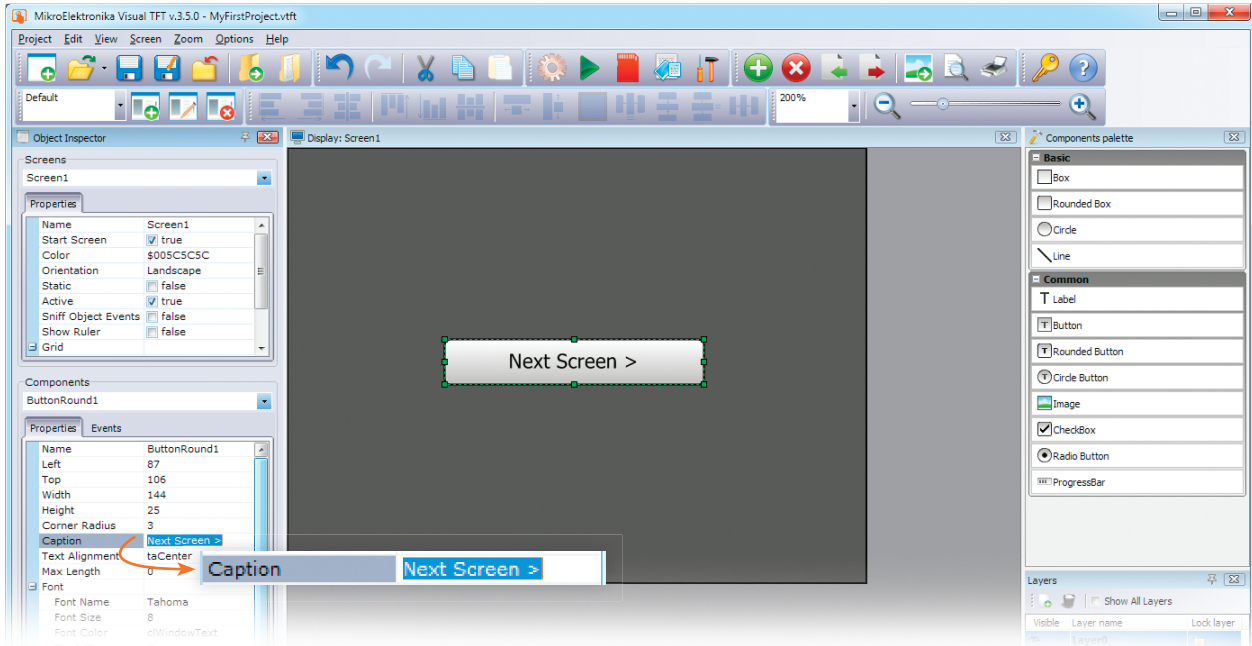 MikroElektronika Visual TFT v.3.5.0 - MyFirstProject.vtft
Project Edit View Screen Zoom Options Help
Default
200%
Object Inspector
Screens
Screen1
Properties
Name Screen1
Start Screen true
Color $005C5C5C
Orientation Landscape
Static false
Active true
Sniff Object Events false
Show Ruler false
Grid
Components
ButtonRound1
Properties Events
Name ButtonRound1
Left 87
Top 106
Width 144
Height 25
Corner Radius 3
Caption Next Screen >
Text Alignment taCenter
Max Length 0
Font
Font Name Tahoma
Font Size 8
Font Color clWindowText
Caption Next Screen >
Display: Screen1
Next Screen >
Components palette
Basic
Box
Rounded Box
Circle
Line
Common
T Label
T Button
T Rounded Button
T Circle Button
Image
CheckBox
Radio Button
ProgressBar
Layers
Show All Layers
Visible Layer name Lock layer
Layer0